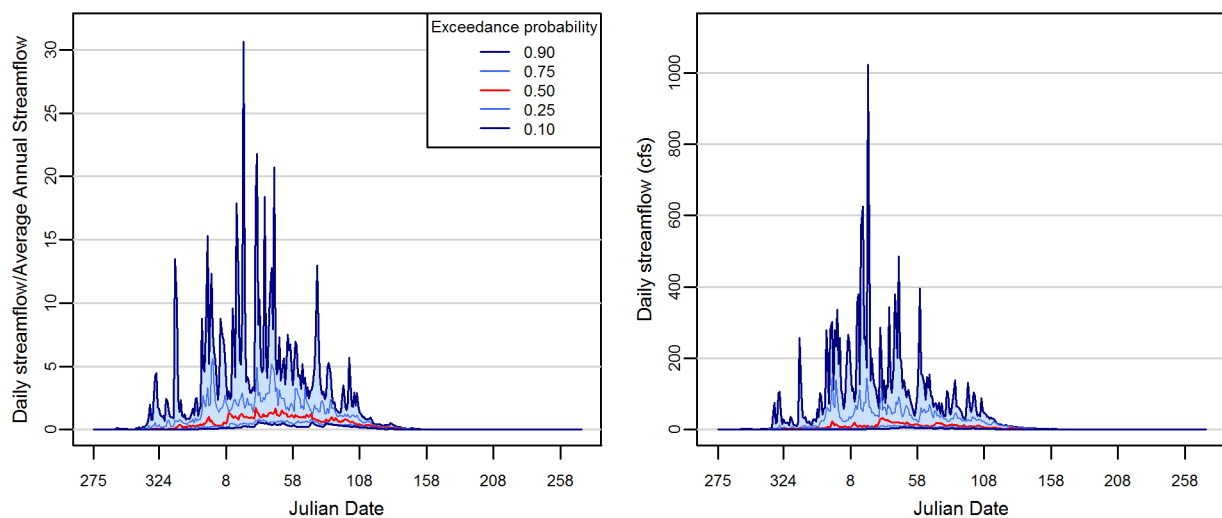 Daily streamflow/Average Annual Streamflow
30
25
20
15
10
5
0
Exceedance probability
0.90
0.75
0.50
0.25
0.10
275 324 8 58 108 158 208 258
Julian Date
Daily streamflow (cfs)
1000
800
600
400
200
0
275 324 8 58 108 158 208 258
Julian Date